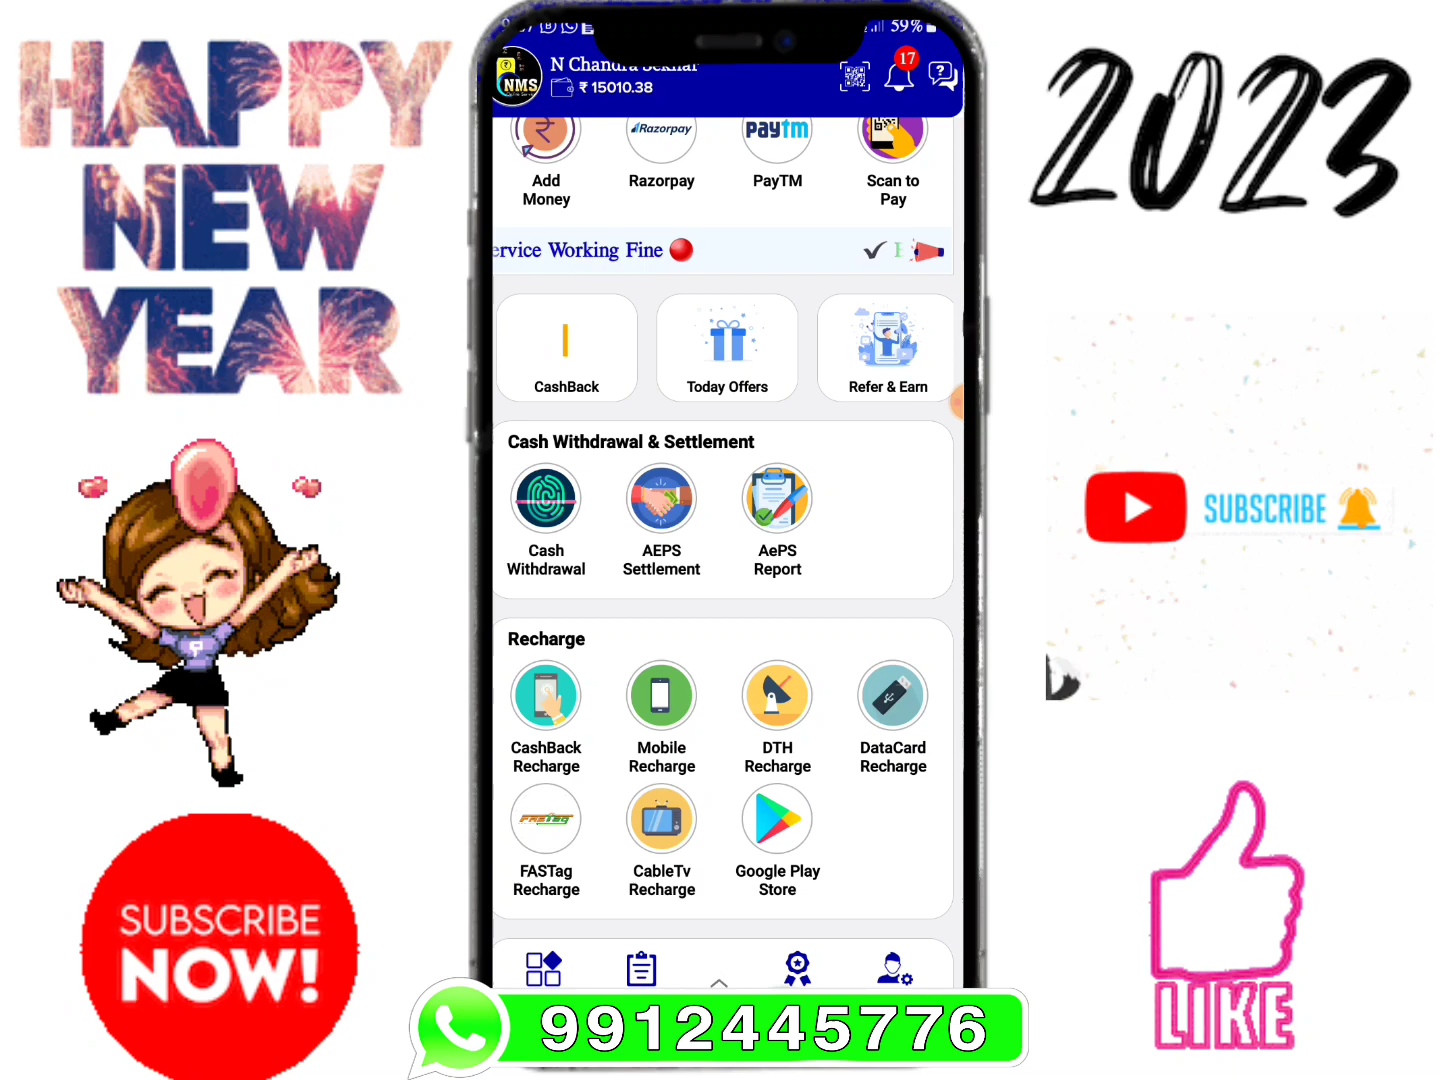 HAPPY
NEW
YEAR
2023
59%
N Chandra Sekhar
NMS
₹ 15010.38
17
Razorpay
paytm
Add
Money
Razorpay
PayTM
Scan to
Pay
ervice Working Fine
CashBack
Today Offers
Refer & Earn
Cash Withdrawal & Settlement
Cash
Withdrawal
AEPS
Settlement
AePS
Report
Recharge
CashBack
Recharge
Mobile
Recharge
DTH
Recharge
DataCard
Recharge
FASTag
FASTag
Recharge
CableTv
Recharge
Google Play
Store
SUBSCRIBE
SUBSCRIBE
NOW!
LIKE
9912445776